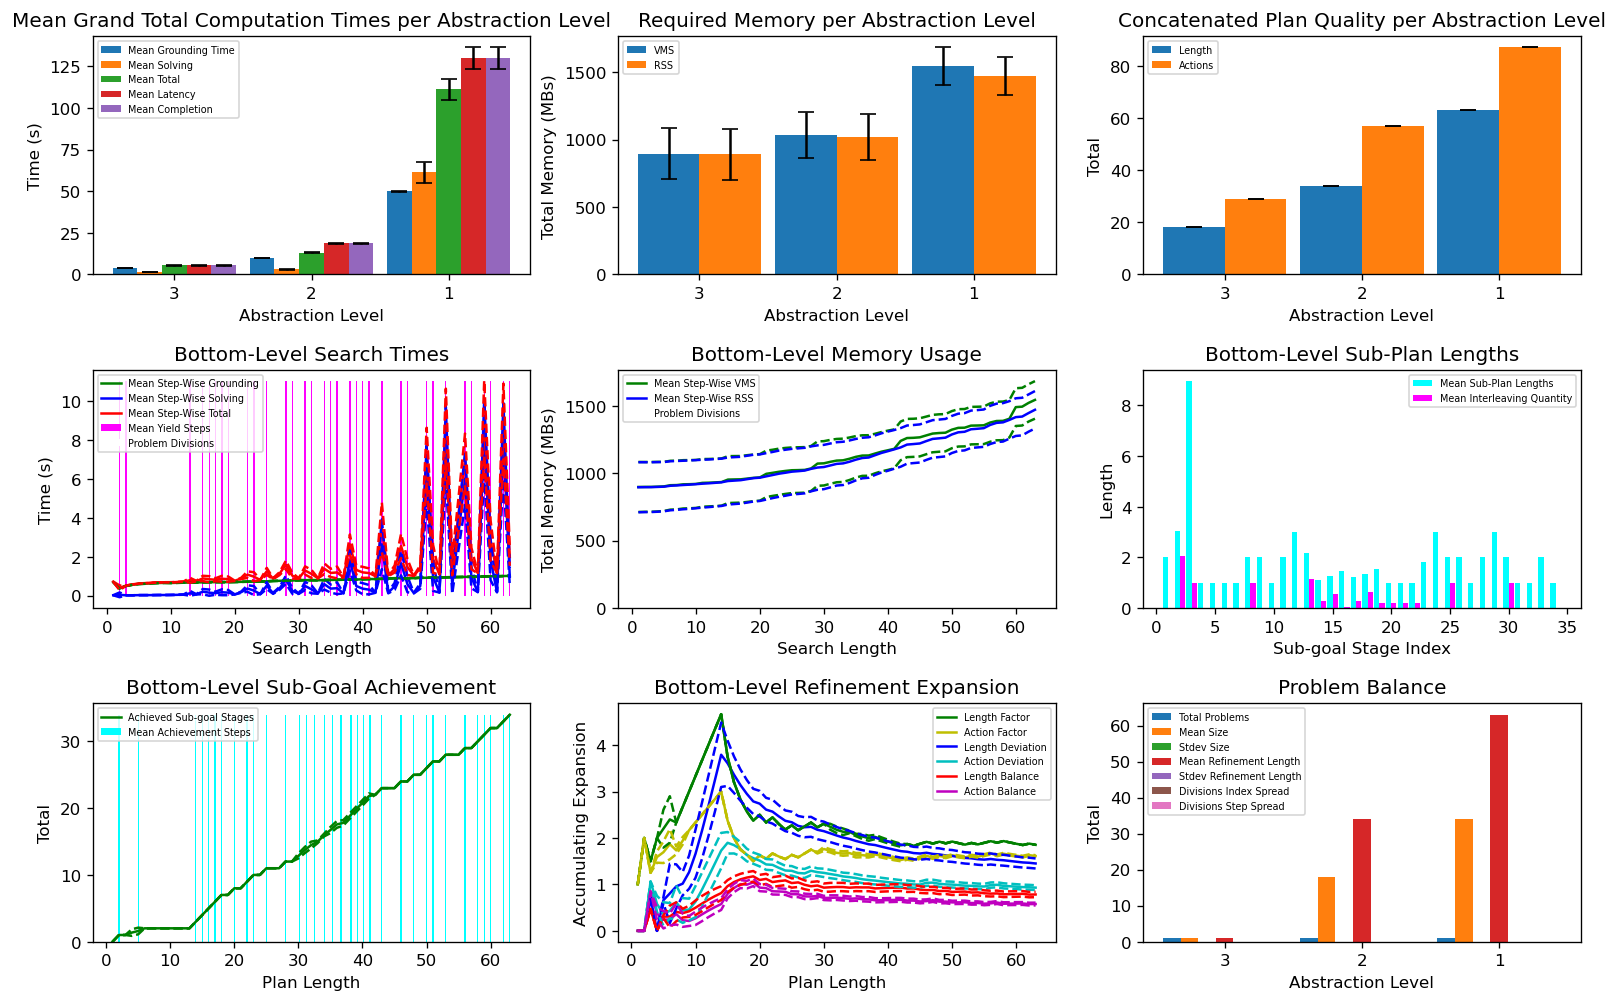 Mean Grand Total Computation Times per Abstraction Level
Time (s)
0
25
50
75
100
125
Mean Grounding Time
Mean Solving
Mean Total
Mean Latency
Mean Completion
3
2
1
Abstraction Level
Required Memory per Abstraction Level
Total Memory (MBs)
0
500
1000
1500
VMS
RSS
3
2
1
Abstraction Level
Concatenated Plan Quality per Abstraction Level
Total
0
20
40
60
80
Length
Actions
3
2
1
Abstraction Level
Bottom-Level Search Times
Time (s)
0
2
4
6
8
10
Mean Step-Wise Grounding
Mean Step-Wise Solving
Mean Step-Wise Total
Mean Yield Steps
Problem Divisions
0
10
20
30
40
50
60
Search Length
Bottom-Level Memory Usage
Total Memory (MBs)
0
500
1000
1500
Mean Step-Wise VMS
Mean Step-Wise RSS
Problem Divisions
0
10
20
30
40
50
60
Search Length
Bottom-Level Sub-Plan Lengths
Length
0
2
4
6
8
Mean Sub-Plan Lengths
Mean Interleaving Quantity
0
5
10
15
20
25
30
35
Sub-goal Stage Index
Bottom-Level Sub-Goal Achievement
Total
0
10
20
30
Achieved Sub-goal Stages
Mean Achievement Steps
0
10
20
30
40
50
60
Plan Length
Bottom-Level Refinement Expansion
Accumulating Expansion
0
1
2
3
4
Length Factor
Action Factor
Length Deviation
Action Deviation
Length Balance
Action Balance
0
10
20
30
40
50
60
Plan Length
Problem Balance
Total
0
10
20
30
40
50
60
Total Problems
Mean Size
Stdev Size
Mean Refinement Length
Stdev Refinement Length
Divisions Index Spread
Divisions Step Spread
3
2
1
Abstraction Level